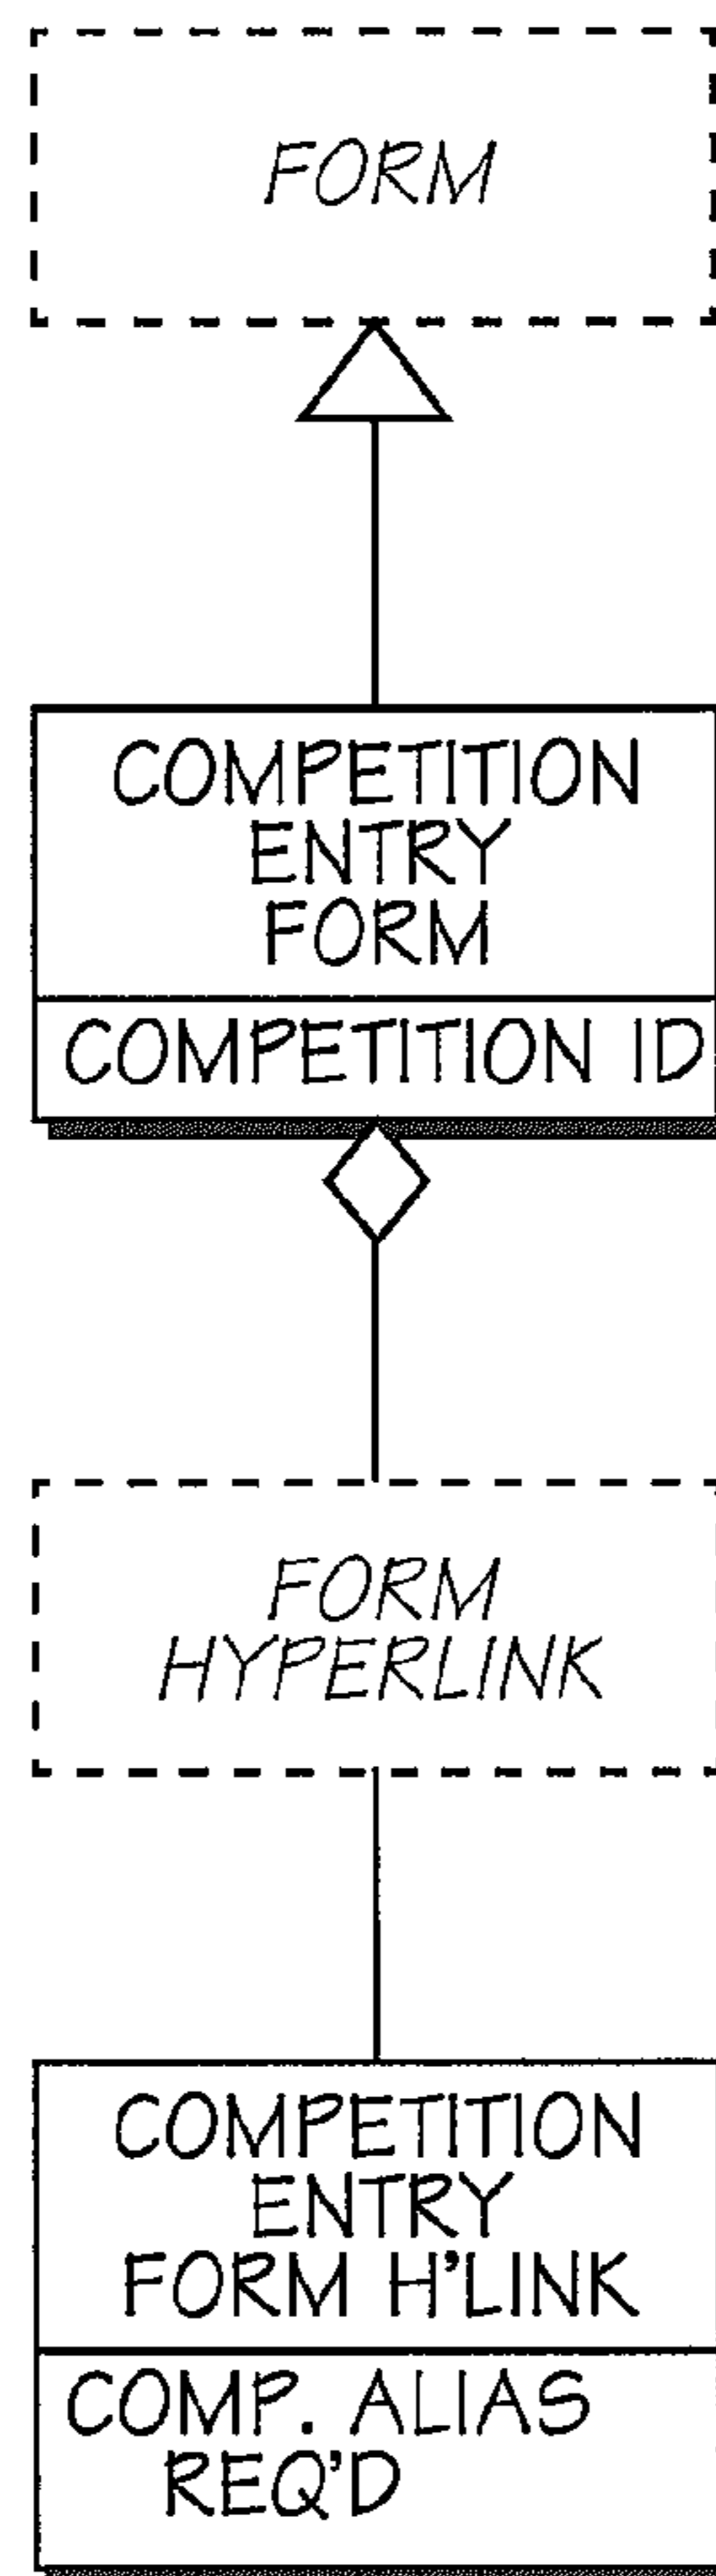 FORM
COMPETITION
ENTRY
FORM
COMPETITION ID
FORM
HYPERLINK
COMPETITION
ENTRY
FORM H'LINK
COMP. ALIAS
REQ'D